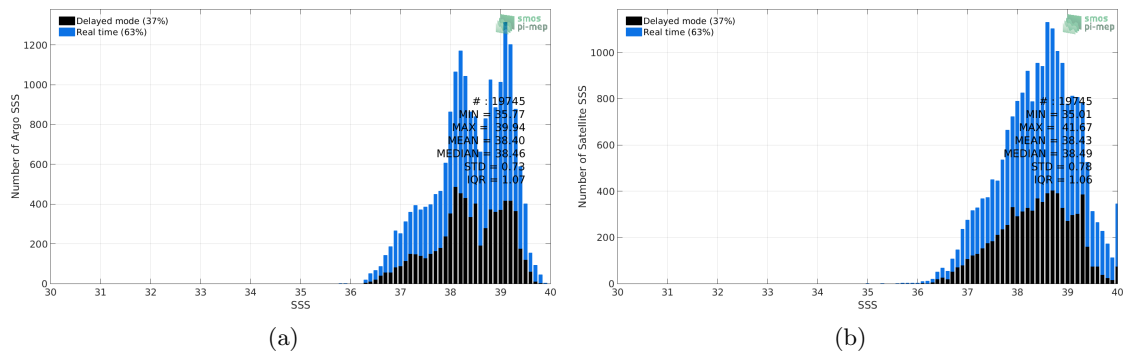 Delayed mode (37%)
Real time (63%)
smos
pi-mep
1200
1000
800
600
400
200
0
Number of Argo SSS
# : 19745
MIN = 35.77
MAX = 39.94
MEAN = 38.40
MEDIAN = 38.46
STD = 0.73
IQR = 1.07
30 31 32 33 34 35 36 37 38 39 40
SSS
(a)
Delayed mode (37%)
Real time (63%)
smos
pi-mep
1000
800
600
400
200
0
Number of Satellite SSS
# : 19745
MIN = 35.01
MAX = 41.67
MEAN = 38.43
MEDIAN = 38.49
STD = 0.78
IQR = 1.06
30 31 32 33 34 35 36 37 38 39 40
SSS
(b)